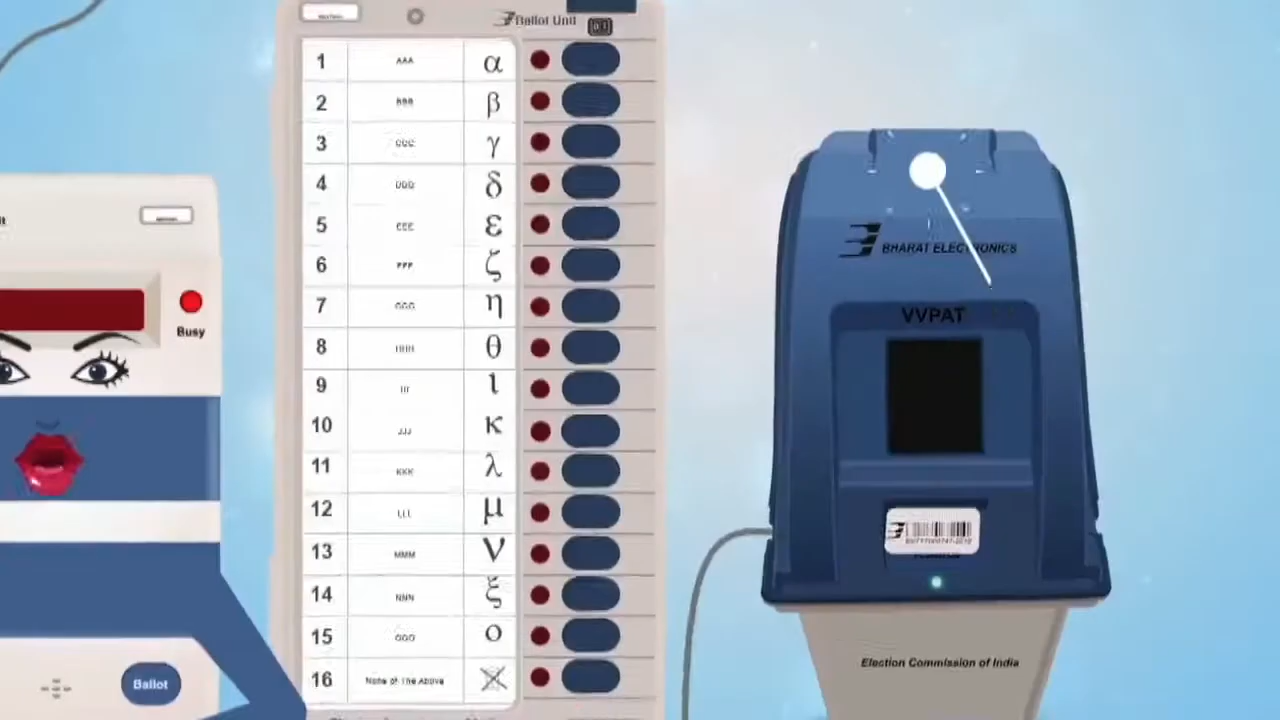 Ballot Unit
01
1 AAA α
2 BBB β
3 CCC γ
4 DDD δ
5 EEE ε
6 FFF ζ
7 GGG η
8 HHH θ
9 III ι
10 JJJ κ
11 KKK λ
12 LLL μ
13 MMM ν
14 NNN ξ
15 OOO ο
16 None of The Above
Busy
Ballot
BHARAT ELECTRONICS
VVPAT
Election Commission of India